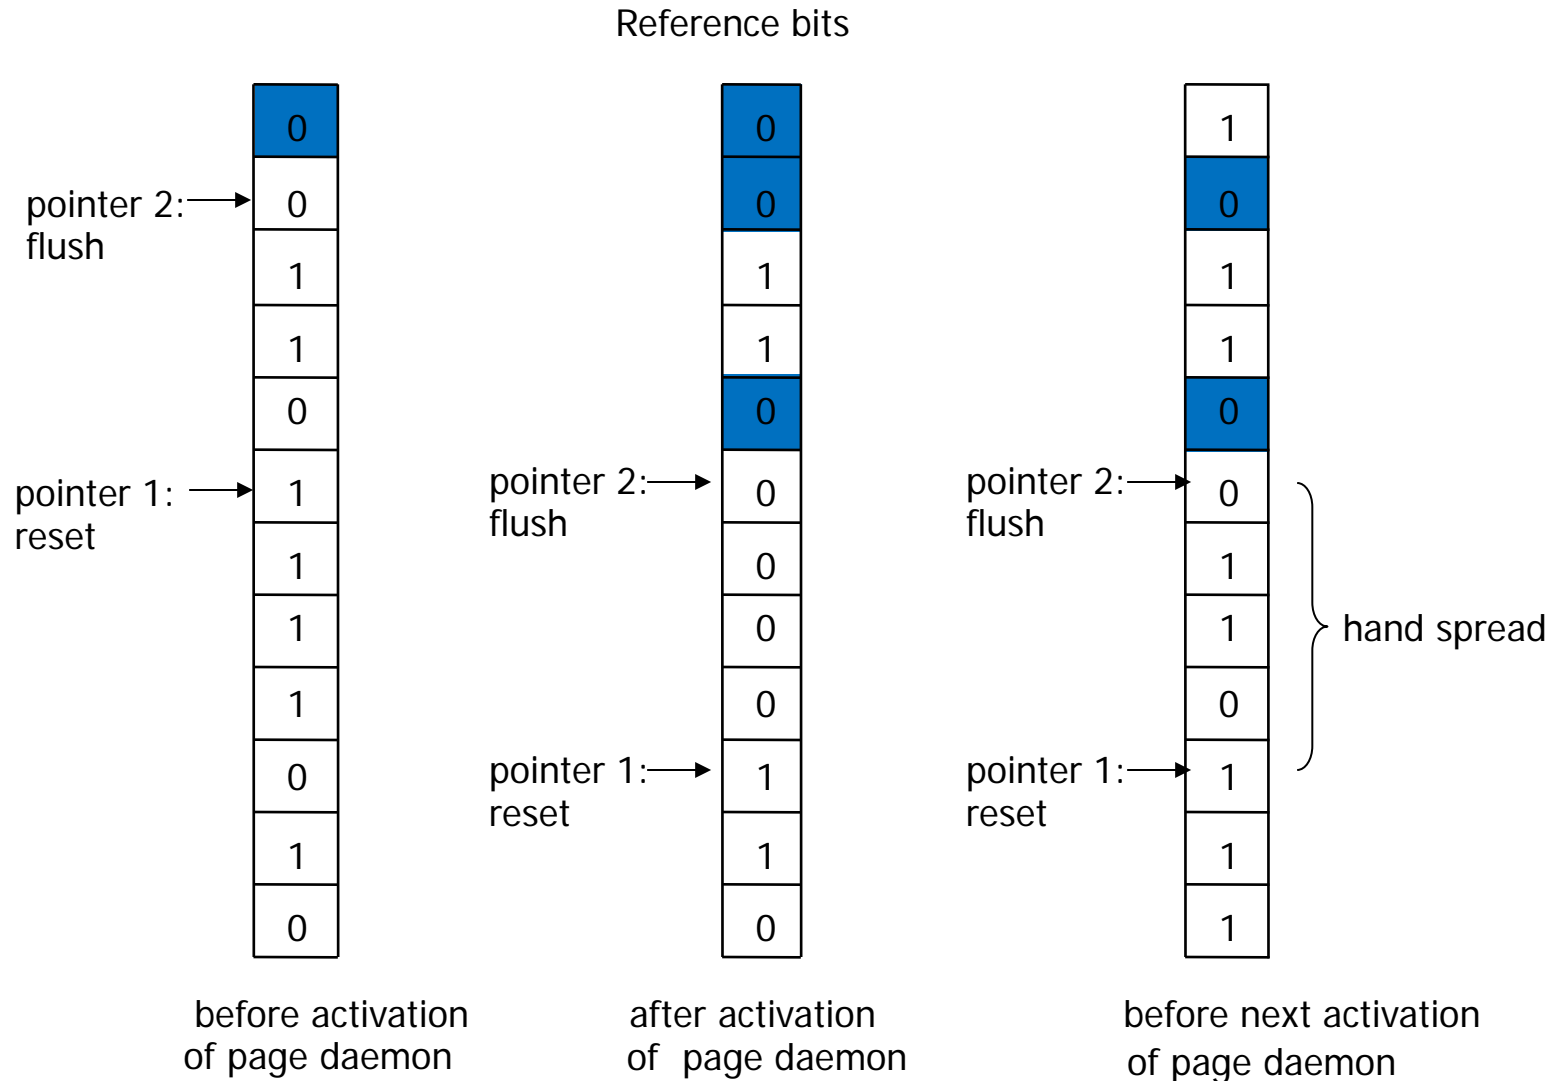 Reference bits
0
pointer 2:
flush
0
1
1
0
pointer 1:
reset
1
1
1
1
0
1
0
before activation
of page daemon
0
0
1
1
0
pointer 2:
flush
0
0
0
0
pointer 1:
reset
1
1
0
after activation
of page daemon
1
0
1
1
0
pointer 2:
flush
0
1
1
hand spread
0
pointer 1:
reset
1
1
1
before next activation
of page daemon